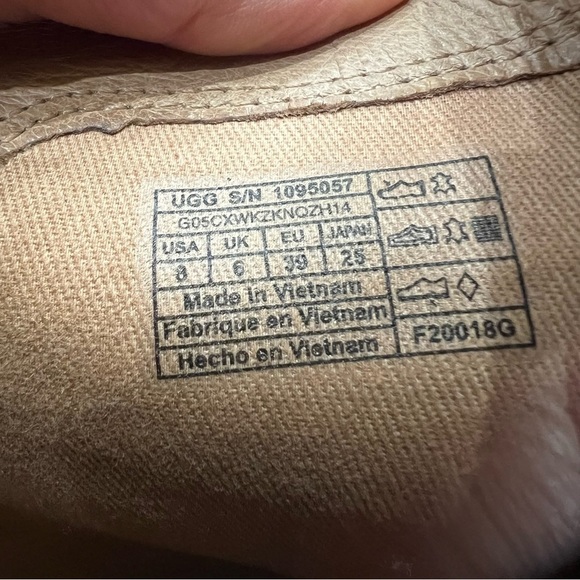 UGG S/N 1095057
G05CXWKZKNQZH14
USA UK EU JAPAN
8 6 39 25
Made in Vietnam
Fabrique en Vietnam
Hecho en Vietnam
F20018G